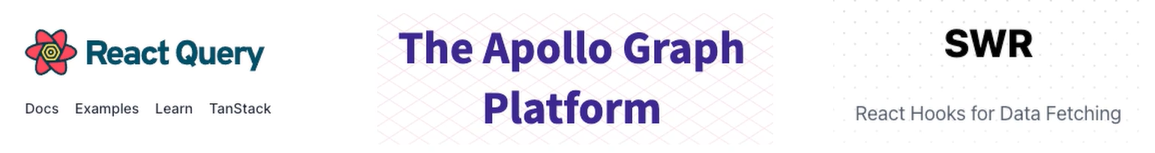 React Query
Docs Examples Learn TanStack
The Apollo Graph
Platform
SWR
React Hooks for Data Fetching